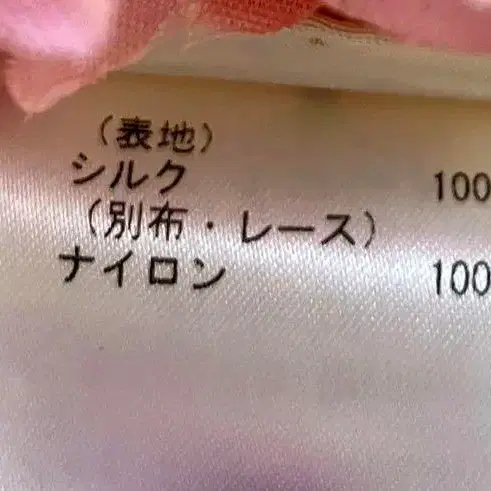 （表地）
シルク 100
（別布・レース）
ナイロン 100